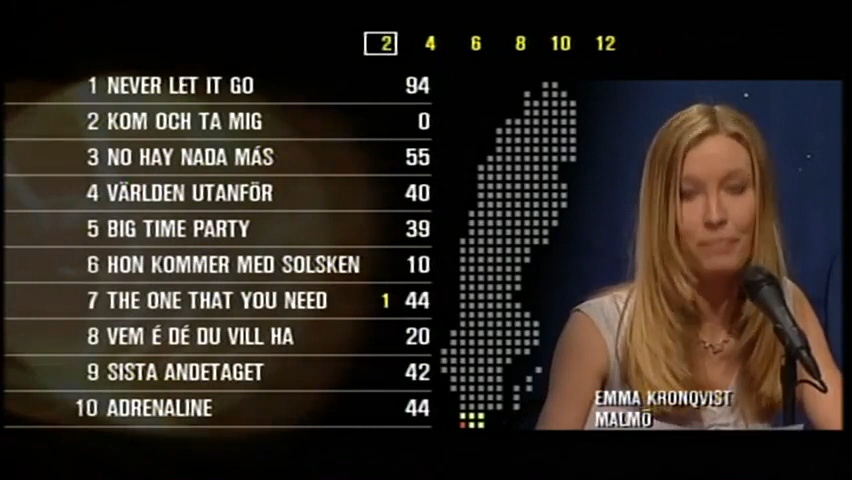 2 4 6 8 10 12
1 NEVER LET IT GO 94
2 KOM OCH TA MIG 0
3 NO HAY NADA MÁS 55
4 VÄRLDEN UTANFÖR 40
5 BIG TIME PARTY 39
6 HON KOMMER MED SOLSKEN 10
7 THE ONE THAT YOU NEED 1 44
8 VEM É DÉ DU VILL HA 20
9 SISTA ANDETAGET 42
10 ADRENALINE 44
EMMA KRONQVIST
MALMÖ